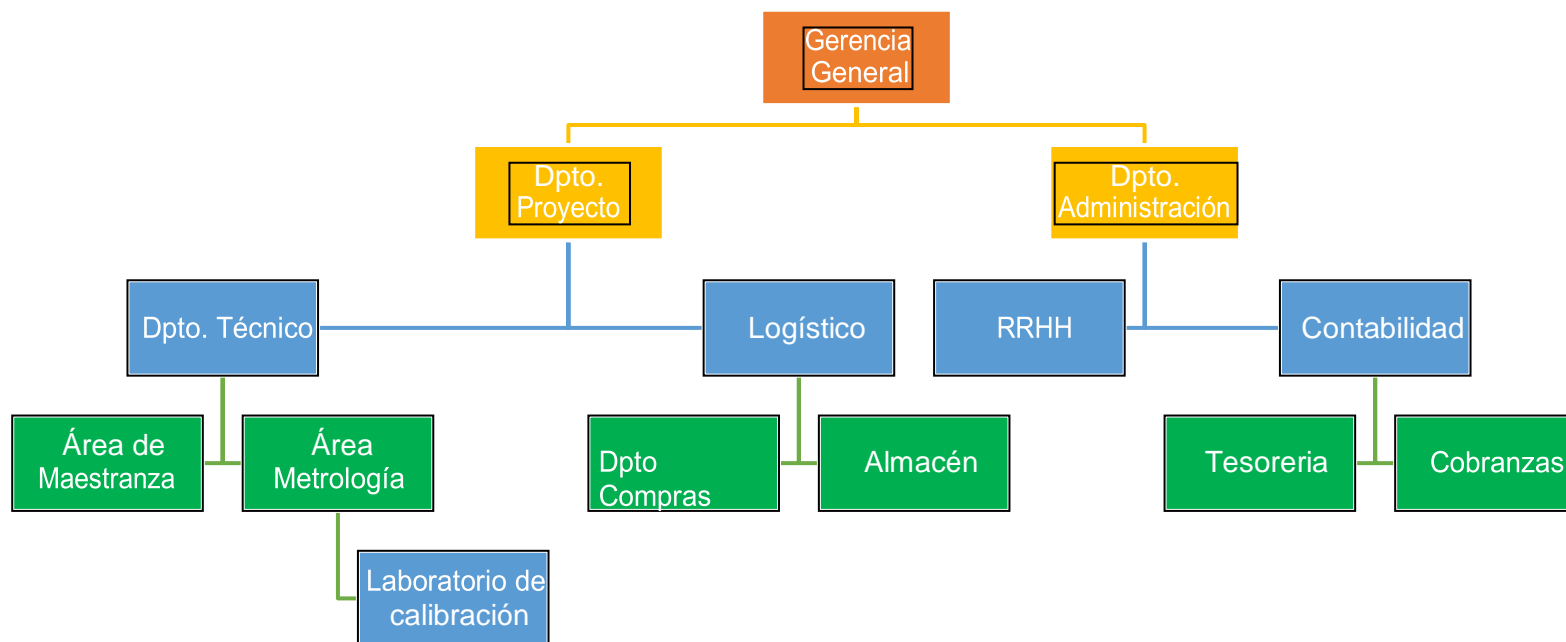 Gerencia
General
Dpto.
Proyecto
Dpto.
Administración
Dpto. Técnico
Logístico
RRHH
Contabilidad
Área de
Maestranza
Área
Metrología
Dpto
Compras
Almacén
Tesoreria
Cobranzas
Laboratorio de
calibración